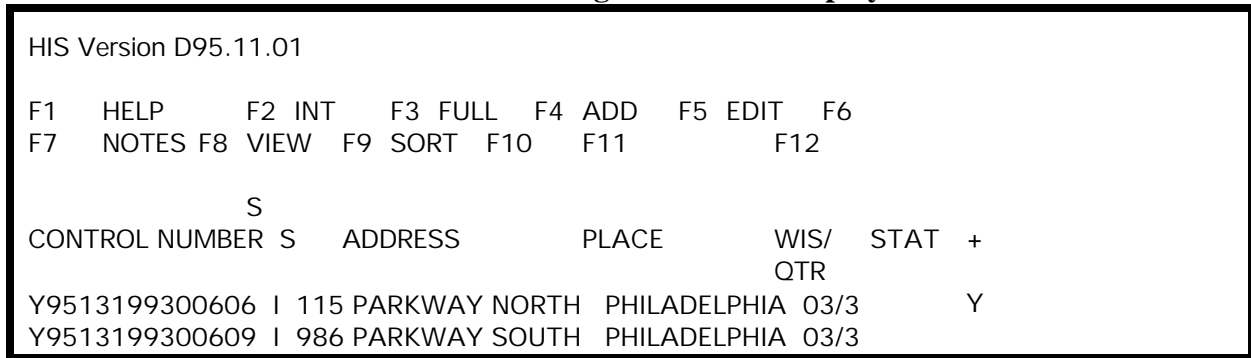 HIS Version D95.11.01
F1 HELP F2 INT F3 FULL F4 ADD F5 EDIT F6
F7 NOTES F8 VIEW F9 SORT F10 F11 F12
S
CONTROL NUMBER S ADDRESS PLACE WIS/ STAT +
QTR
Y9513199300606 I 115 PARKWAY NORTH PHILADELPHIA 03/3 Y
Y9513199300609 I 986 PARKWAY SOUTH PHILADELPHIA 03/3